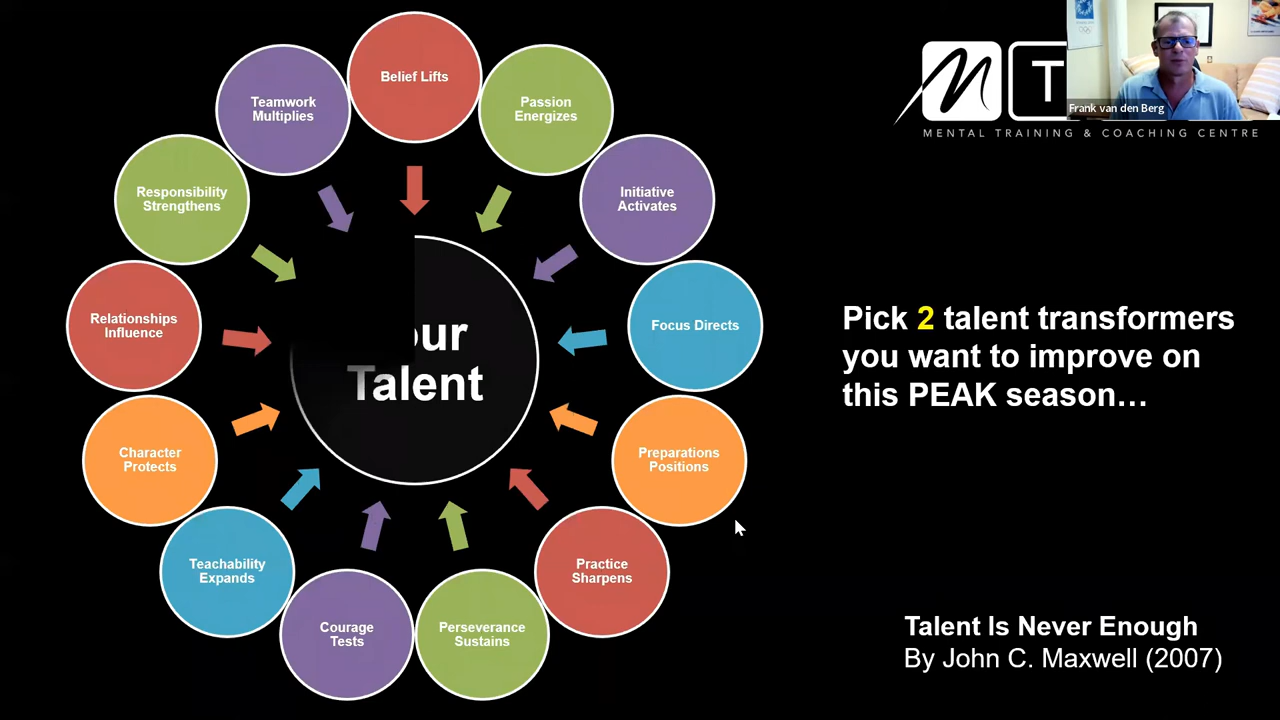 Belief Lifts
Passion
Energizes
Initiative
Activates
Focus Directs
Preparations
Positions
Practice
Sharpens
Perseverance
Sustains
Courage
Tests
Teachability
Expands
Character
Protects
Relationships
Influence
Responsibility
Strengthens
Teamwork
Multiplies
our
Talent
M T
Frank van den Berg
MENTAL TRAINING & COACHING CENTRE
Pick 2 talent transformers
you want to improve on
this PEAK season…
Talent Is Never Enough
By John C. Maxwell (2007)